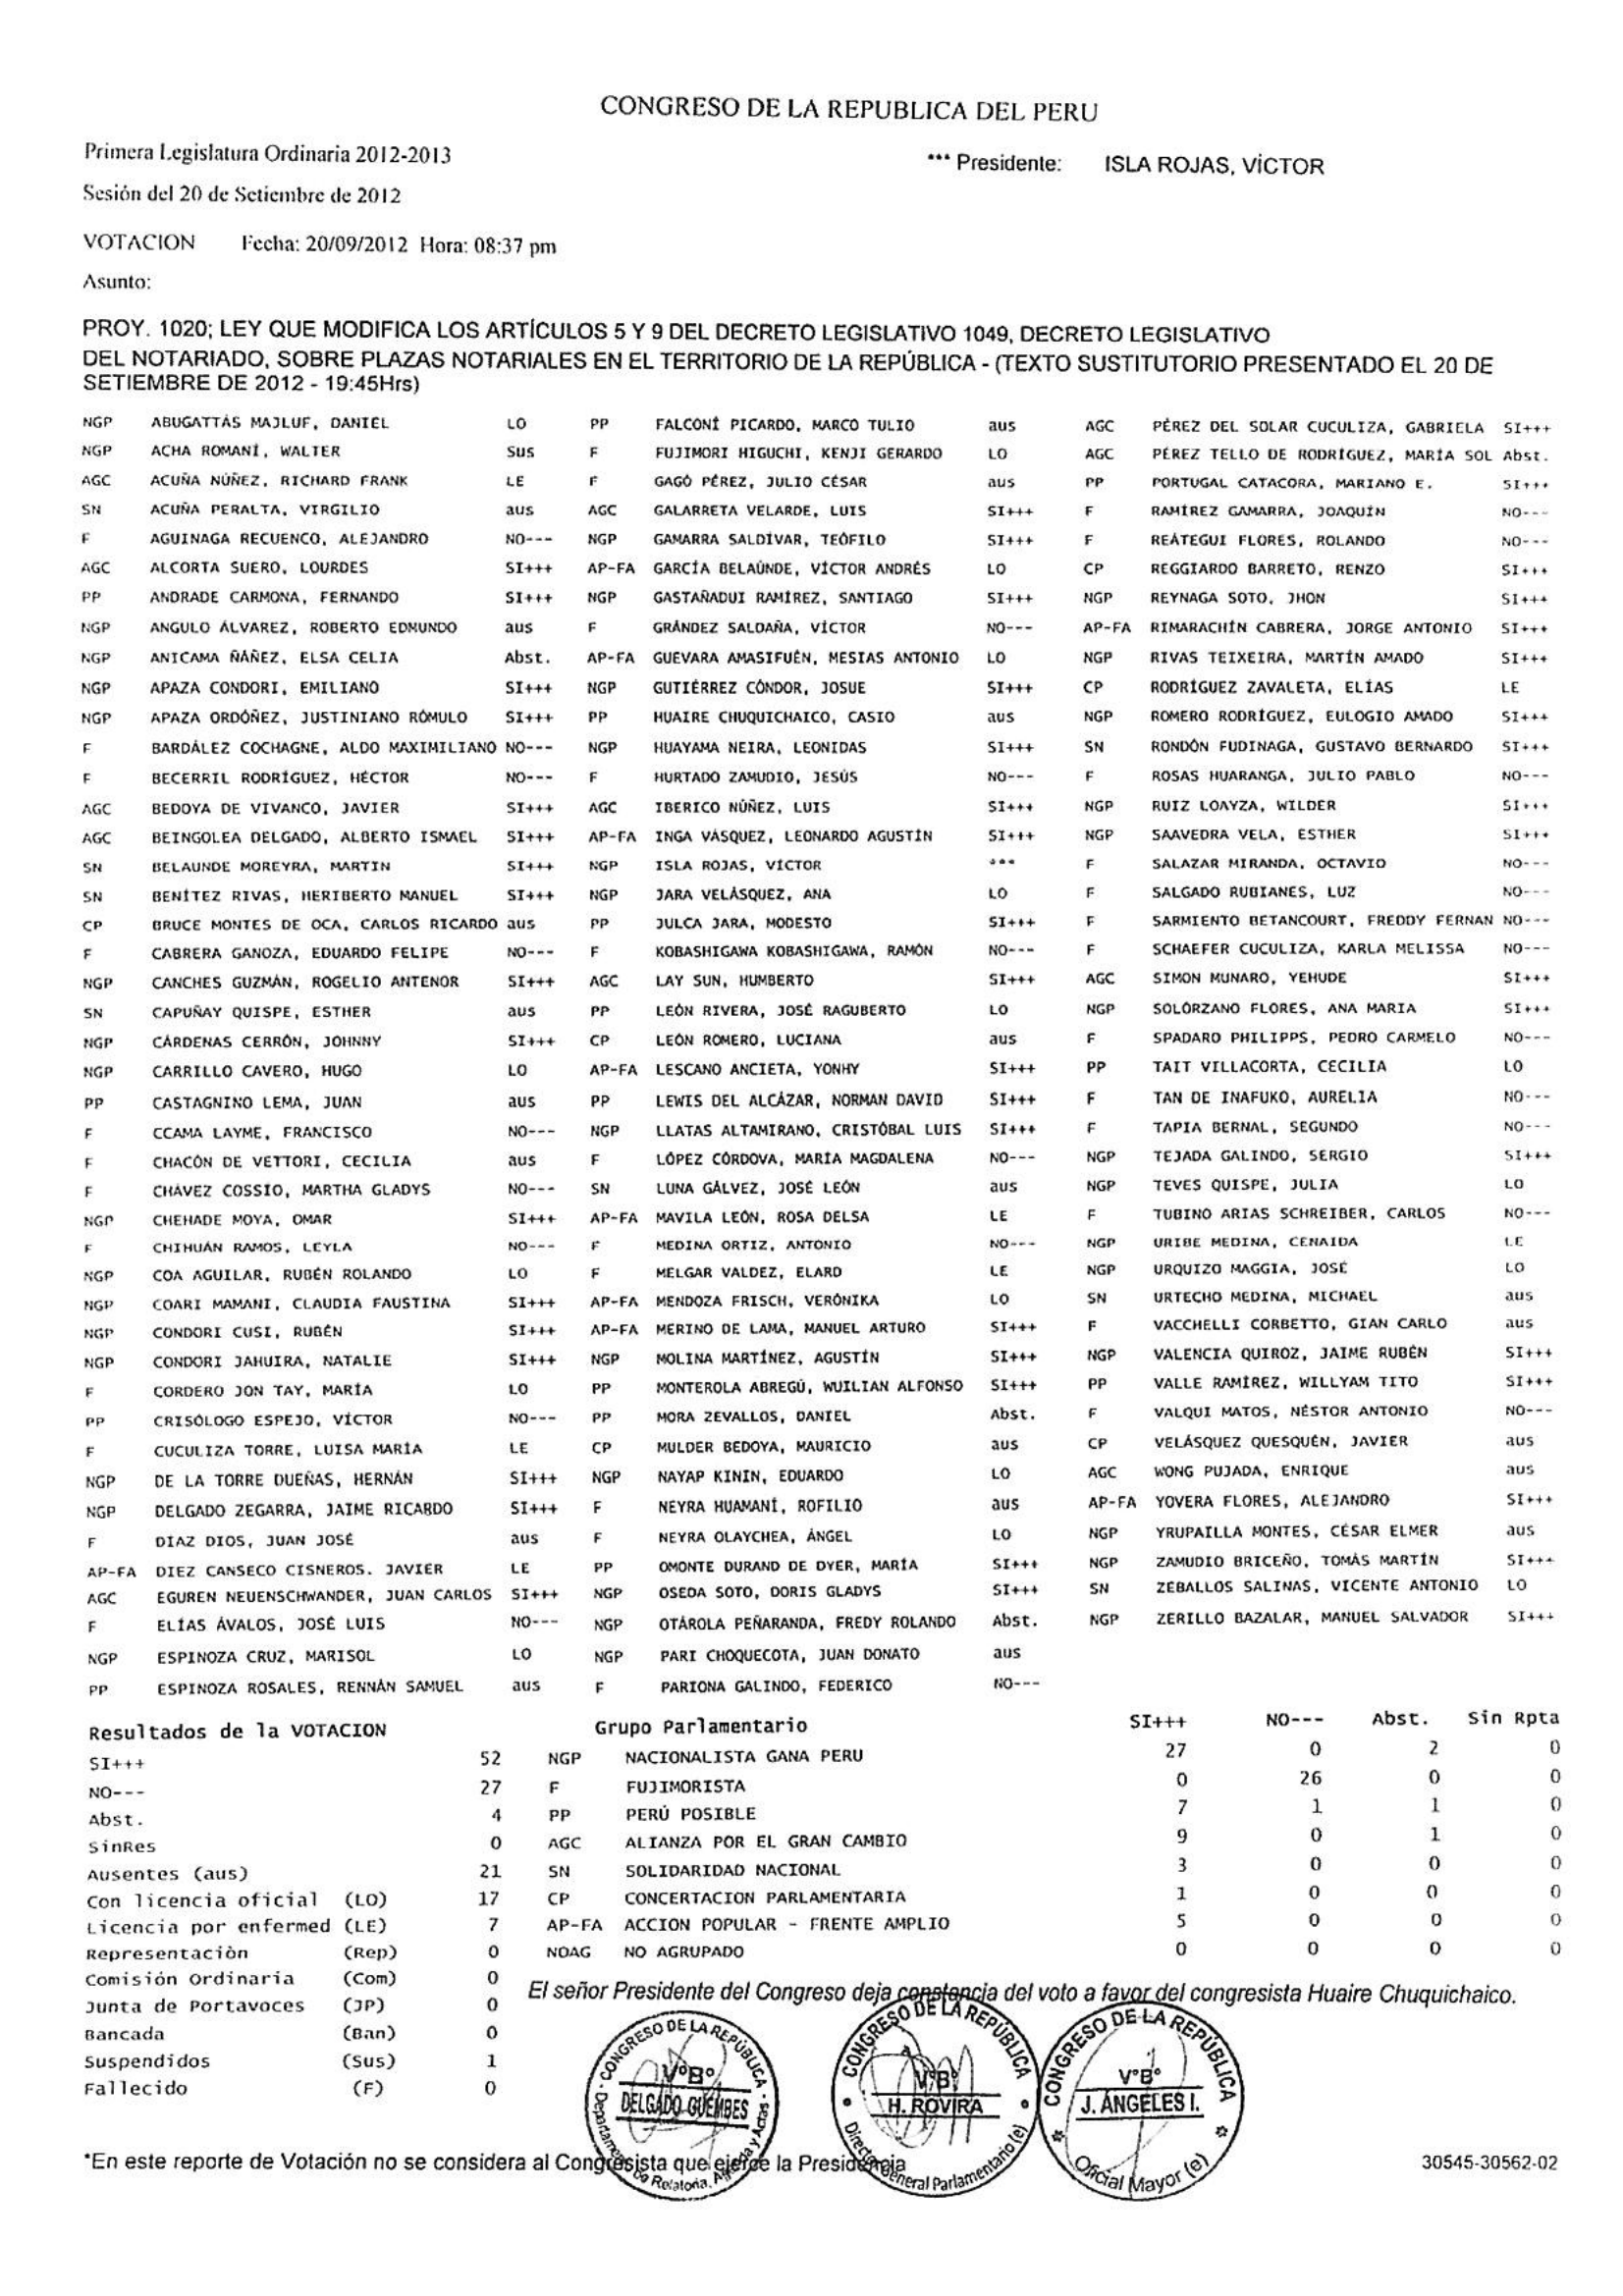 CONGRESO DE LA REPUBLICA DEL PERU
Primera Legislatura Ordinaria 2012-2013
*** Presidente: ISLA ROJAS, VÍCTOR
Sesión del 20 de Setiembre de 2012
VOTACION Fecha: 20/09/2012 Hora: 08:37 pm
Asunto:
PROY. 1020; LEY QUE MODIFICA LOS ARTÍCULOS 5 Y 9 DEL DECRETO LEGISLATIVO 1049, DECRETO LEGISLATIVO
DEL NOTARIADO, SOBRE PLAZAS NOTARIALES EN EL TERRITORIO DE LA REPÚBLICA - (TEXTO SUSTITUTORIO PRESENTADO EL 20 DE
SETIEMBRE DE 2012 - 19:45Hrs)
NGP ABUGATTÁS MAJLUF, DANIEL LO PP FALCONÍ PICARDO, MARCO TULIO aus AGC PÉREZ DEL SOLAR CUCULIZA, GABRIELA SI+++
NGP ACHA ROMANÍ, WALTER Sus F FUJIMORI HIGUCHI, KENJI GERARDO LO AGC PÉREZ TELLO DE RODRÍGUEZ, MARÍA SOL Abst.
AGC ACUÑA NÚÑEZ, RICHARD FRANK LE F GAGÓ PÉREZ, JULIO CÉSAR aus PP PORTUGAL CATACORA, MARIANO E. SI+++
SN ACUÑA PERALTA, VIRGILIO aus AGC GALARRETA VELARDE, LUIS SI+++ F RAMÍREZ GAMARRA, JOAQUÍN NO---
F AGUINAGA RECUENCO, ALEJANDRO NO--- NGP GAMARRA SALDÍVAR, TEÓFILO SI+++ F REÁTEGUI FLORES, ROLANDO NO---
AGC ALCORTA SUERO, LOURDES SI+++ AP-FA GARCÍA BELAÚNDE, VÍCTOR ANDRÉS LO CP REGGIARDO BARRETO, RENZO SI+++
PP ANDRADE CARMONA, FERNANDO SI+++ NGP GASTAÑADUI RAMÍREZ, SANTIAGO SI+++ NGP REYNAGA SOTO, JHON SI+++
NGP ANGULO ÁLVAREZ, ROBERTO EDMUNDO aus F GRÁNDEZ SALDAÑA, VÍCTOR NO--- AP-FA RIMARACHÍN CABRERA, JORGE ANTONIO SI+++
NGP ANICAMA ÑÁÑEZ, ELSA CELIA Abst. AP-FA GUEVARA AMASIFUÉN, MESIAS ANTONIO LO NGP RIVAS TEIXEIRA, MARTÍN AMADO SI+++
NGP APAZA CONDORI, EMILIANO SI+++ NGP GUTIÉRREZ CÓNDOR, JOSUE SI+++ CP RODRÍGUEZ ZAVALETA, ELÍAS LE
NGP APAZA ORDÓÑEZ, JUSTINIANO RÓMULO SI+++ PP HUAIRE CHUQUICHAICO, CASIO aus NGP ROMERO RODRÍGUEZ, EULOGIO AMADO SI+++
F BARDÁLEZ COCHAGNE, ALDO MAXIMILIANO NO--- NGP HUAYAMA NEIRA, LEONIDAS SI+++ SN RONDÓN FUDINAGA, GUSTAVO BERNARDO SI+++
F BECERRIL RODRÍGUEZ, HÉCTOR NO--- F HURTADO ZAMUDIO, JESÚS NO--- F ROSAS HUARANGA, JULIO PABLO NO---
AGC BEDOYA DE VIVANCO, JAVIER SI+++ AGC IBERICO NÚÑEZ, LUIS SI+++ NGP RUIZ LOAYZA, WILDER SI+++
AGC BEINGOLEA DELGADO, ALBERTO ISMAEL SI+++ AP-FA INGA VÁSQUEZ, LEONARDO AGUSTÍN SI+++ NGP SAAVEDRA VELA, ESTHER SI+++
SN BELAUNDE MOREYRA, MARTIN SI+++ NGP ISLA ROJAS, VÍCTOR *** F SALAZAR MIRANDA, OCTAVIO NO---
SN BENÍTEZ RIVAS, HERIBERTO MANUEL SI+++ NGP JARA VELÁSQUEZ, ANA LO F SALGADO RUBIANES, LUZ NO---
CP BRUCE MONTES DE OCA, CARLOS RICARDO aus PP JULCA JARA, MODESTO SI+++ F SARMIENTO BETANCOURT, FREDDY FERNAN NO---
F CABRERA GANOZA, EDUARDO FELIPE NO--- F KOBASHIGAWA KOBASHIGAWA, RAMÓN NO--- F SCHAEFER CUCULIZA, KARLA MELISSA NO---
NGP CANCHES GUZMÁN, ROGELIO ANTENOR SI+++ AGC LAY SUN, HUMBERTO SI+++ AGC SIMON MUNARO, YEHUDE SI+++
SN CAPUÑAY QUISPE, ESTHER aus PP LEÓN RIVERA, JOSÉ RAGUBERTO LO NGP SOLÓRZANO FLORES, ANA MARIA SI+++
NGP CÁRDENAS CERRÓN, JOHNNY SI+++ CP LEÓN ROMERO, LUCIANA aus F SPADARO PHILIPPS, PEDRO CARMELO NO---
NGP CARRILLO CAVERO, HUGO LO AP-FA LESCANO ANCIETA, YONHY SI+++ PP TAIT VILLACORTA, CECILIA LO
PP CASTAGNINO LEMA, JUAN aus PP LEWIS DEL ALCÁZAR, NORMAN DAVID SI+++ F TAN DE INAFUKO, AURELIA NO---
F CCAMA LAYME, FRANCISCO NO--- NGP LLATAS ALTAMIRANO, CRISTÓBAL LUIS SI+++ F TAPIA BERNAL, SEGUNDO NO---
F CHACÓN DE VETTORI, CECILIA aus F LÓPEZ CÓRDOVA, MARÍA MAGDALENA NO--- NGP TEJADA GALINDO, SERGIO SI+++
F CHÁVEZ COSSÍO, MARTHA GLADYS NO--- SN LUNA GÁLVEZ, JOSÉ LEÓN aus NGP TEVES QUISPE, JULIA LO
NGP CHEHADE MOYA, OMAR SI+++ AP-FA MAVILA LEÓN, ROSA DELSA LE F TUBINO ARIAS SCHREIBER, CARLOS NO---
F CHIHUÁN RAMOS, LEYLA NO--- F MEDINA ORTIZ, ANTONIO NO--- NGP URIBE MEDINA, CENAIDA LE
NGP COA AGUILAR, RUBÉN ROLANDO LO F MELGAR VALDEZ, ELARD LE NGP URQUIZO MAGGIA, JOSÉ LO
NGP COARI MAMANI, CLAUDIA FAUSTINA SI+++ AP-FA MENDOZA FRISCH, VERÓNIKA LO SN URTECHO MEDINA, MICHAEL aus
NGP CONDORI CUSI, RUBÉN SI+++ AP-FA MERINO DE LAMA, MANUEL ARTURO SI+++ F VACCHELLI CORBETTO, GIAN CARLO aus
NGP CONDORI JAHUIRA, NATALIE SI+++ NGP MOLINA MARTÍNEZ, AGUSTÍN SI+++ NGP VALENCIA QUIROZ, JAIME RUBÉN SI+++
F CORDERO JON TAY, MARÍA LO PP MONTEROLA ABREGÚ, WUILIAN ALFONSO SI+++ PP VALLE RAMÍREZ, WILLYAM TITO SI+++
PP CRISÓLOGO ESPEJO, VÍCTOR NO--- PP MORA ZEVALLOS, DANIEL Abst. F VALQUI MATOS, NÉSTOR ANTONIO NO---
F CUCULIZA TORRE, LUISA MARÍA LE CP MULDER BEDOYA, MAURICIO aus CP VELÁSQUEZ QUESQUÉN, JAVIER aus
NGP DE LA TORRE DUEÑAS, HERNÁN SI+++ NGP NAYAP KININ, EDUARDO LO AGC WONG PUJADA, ENRIQUE aus
NGP DELGADO ZEGARRA, JAIME RICARDO SI+++ F NEYRA HUAMANÍ, ROFILIO aus AP-FA YOVERA FLORES, ALEJANDRO SI+++
F DÍAZ DIOS, JUAN JOSÉ aus F NEYRA OLAYCHEA, ÁNGEL LO NGP YRUPAILLA MONTES, CÉSAR ELMER aus
AP-FA DIEZ CANSECO CISNEROS. JAVIER LE PP OMONTE DURAND DE DYER, MARÍA SI+++ NGP ZAMUDIO BRICEÑO, TOMÁS MARTÍN SI+++
AGC EGUREN NEUENSCHWANDER, JUAN CARLOS SI+++ NGP OSEDA SOTO, DORIS GLADYS SI+++ SN ZEBALLOS SALINAS, VICENTE ANTONIO LO
F ELÍAS ÁVALOS, JOSÉ LUIS NO--- NGP OTÁROLA PEÑARANDA, FREDY ROLANDO Abst. NGP ZERILLO BAZALAR, MANUEL SALVADOR SI+++
NGP ESPINOZA CRUZ, MARISOL LO NGP PARI CHOQUECOTA, JUAN DONATO aus
PP ESPINOZA ROSALES, RENNÁN SAMUEL aus F PARIONA GALINDO, FEDERICO NO---
Resultados de la VOTACION Grupo Parlamentario SI+++ NO--- Abst. Sin Rpta
SI+++ 52 NGP NACIONALISTA GANA PERU 27 0 2 0
NO--- 27 F FUJIMORISTA 0 26 0 0
Abst. 4 PP PERÚ POSIBLE 7 1 1 0
SinRes 0 AGC ALIANZA POR EL GRAN CAMBIO 9 0 1 0
Ausentes (aus) 21 SN SOLIDARIDAD NACIONAL 3 0 0 0
Con licencia oficial (LO) 17 CP CONCERTACION PARLAMENTARIA 1 0 0 0
Licencia por enfermed (LE) 7 AP-FA ACCION POPULAR - FRENTE AMPLIO 5 0 0 0
Representación (Rep) 0 NOAG NO AGRUPADO 0 0 0 0
Comisión Ordinaria (Com) 0
El señor Presidente del Congreso deja constancia del voto a favor del congresista Huaire Chuquichaico.
Junta de Portavoces (JP) 0
Bancada (Ban) 0
Suspendidos (Sus) 1
Fallecido (F) 0
CONGRESO DE LA REPÚBLICA
V°B°
DELGADO GUEMBES
Departamento de Relatoría, Agenda y Actas
CONGRESO DE LA REPÚBLICA
V°B°
H. ROVIRA
Director General Parlamentario (e)
CONGRESO DE LA REPÚBLICA
V°B°
J. ÁNGELES I.
Oficial Mayor (e)
*En este reporte de Votación no se considera al Congresista que ejerce la Presidencia
30545-30562-02